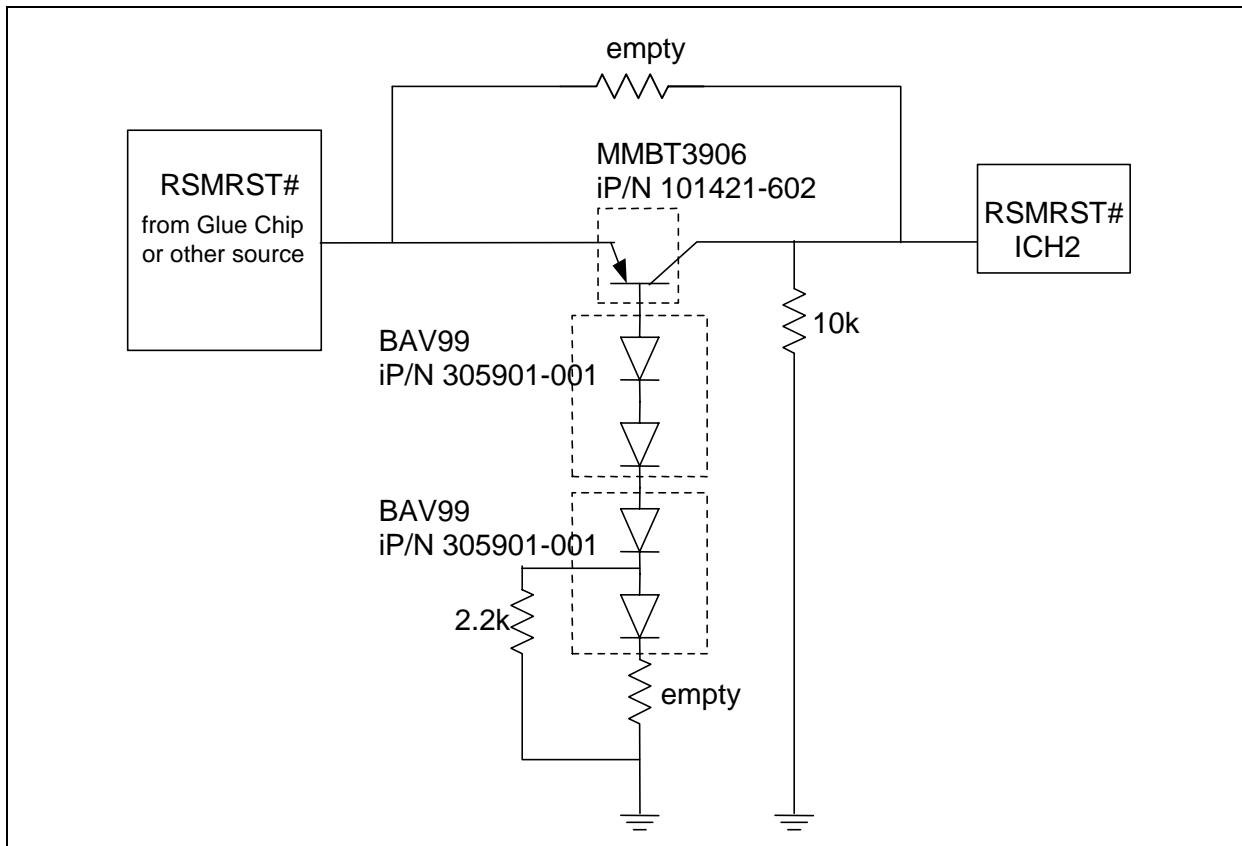 empty
MMBT3906
iP/N 101421-602
RSMRST#
from Glue Chip
or other source
RSMRST#
ICH2
10k
BAV99
iP/N 305901-001
BAV99
iP/N 305901-001
2.2k
empty